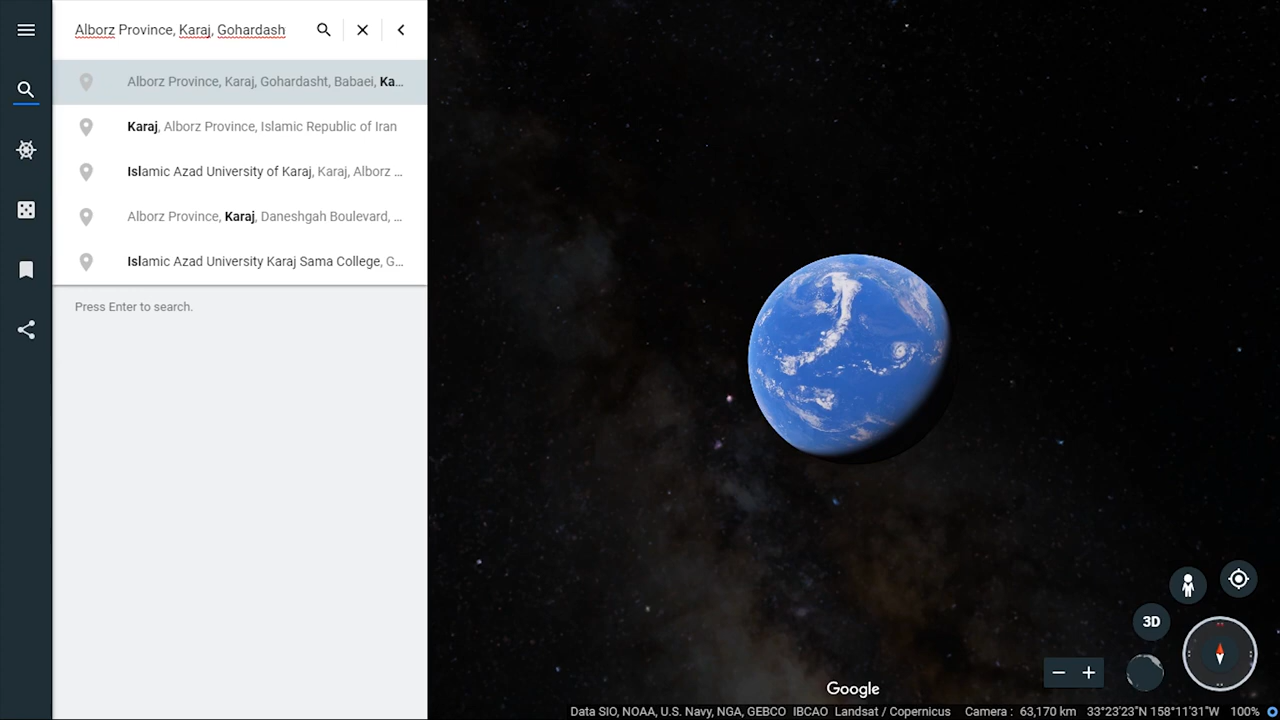 Alborz Province, Karaj, Gohardash
Alborz Province, Karaj, Gohardasht, Babaei, Ka...
Karaj, Alborz Province, Islamic Republic of Iran
Islamic Azad University of Karaj, Karaj, Alborz ...
Alborz Province, Karaj, Daneshgah Boulevard, ...
Islamic Azad University Karaj Sama College, G...
Press Enter to search.
3D
Google
Data SIO, NOAA, U.S. Navy, NGA, GEBCO IBCAO Landsat / Copernicus Camera : 63,170 km 33°23'23"N 158°11'31"W 100%